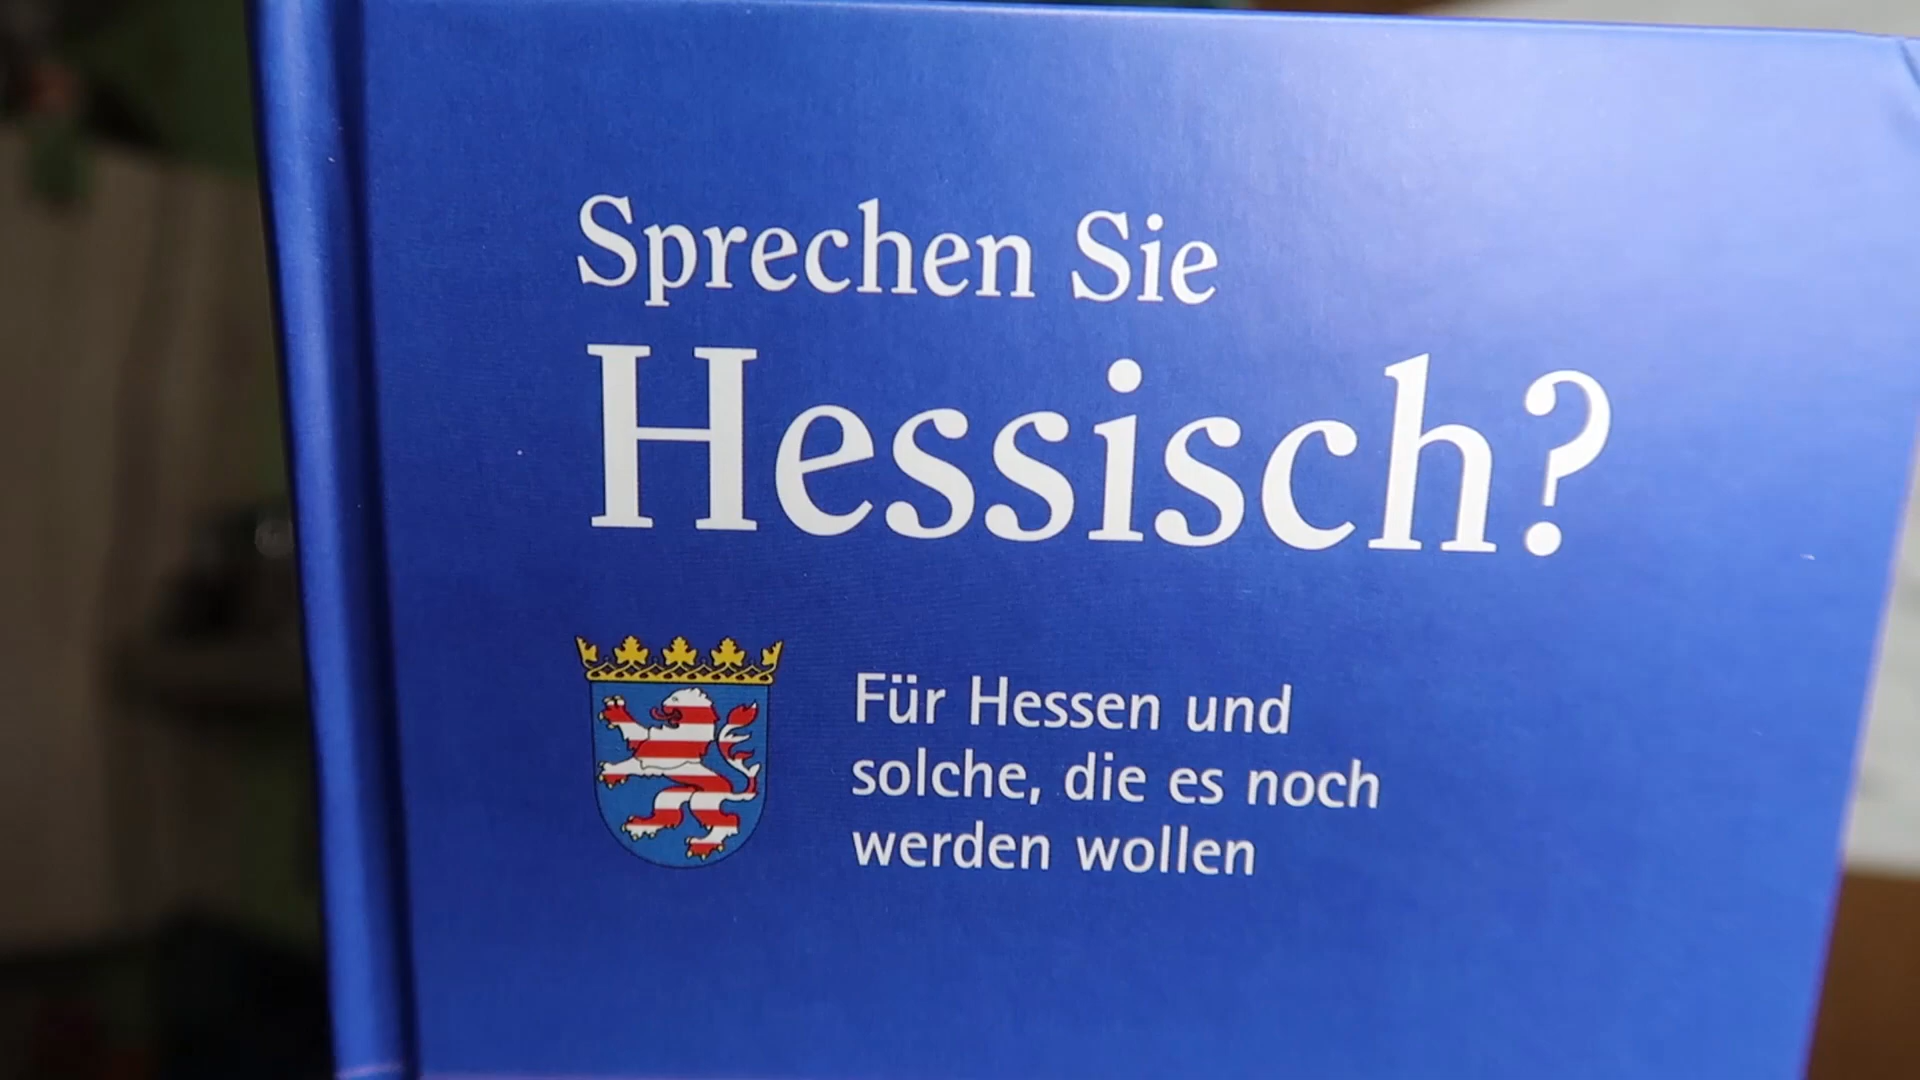 Sprechen Sie
Hessisch?
Für Hessen und
solche, die es noch
werden wollen